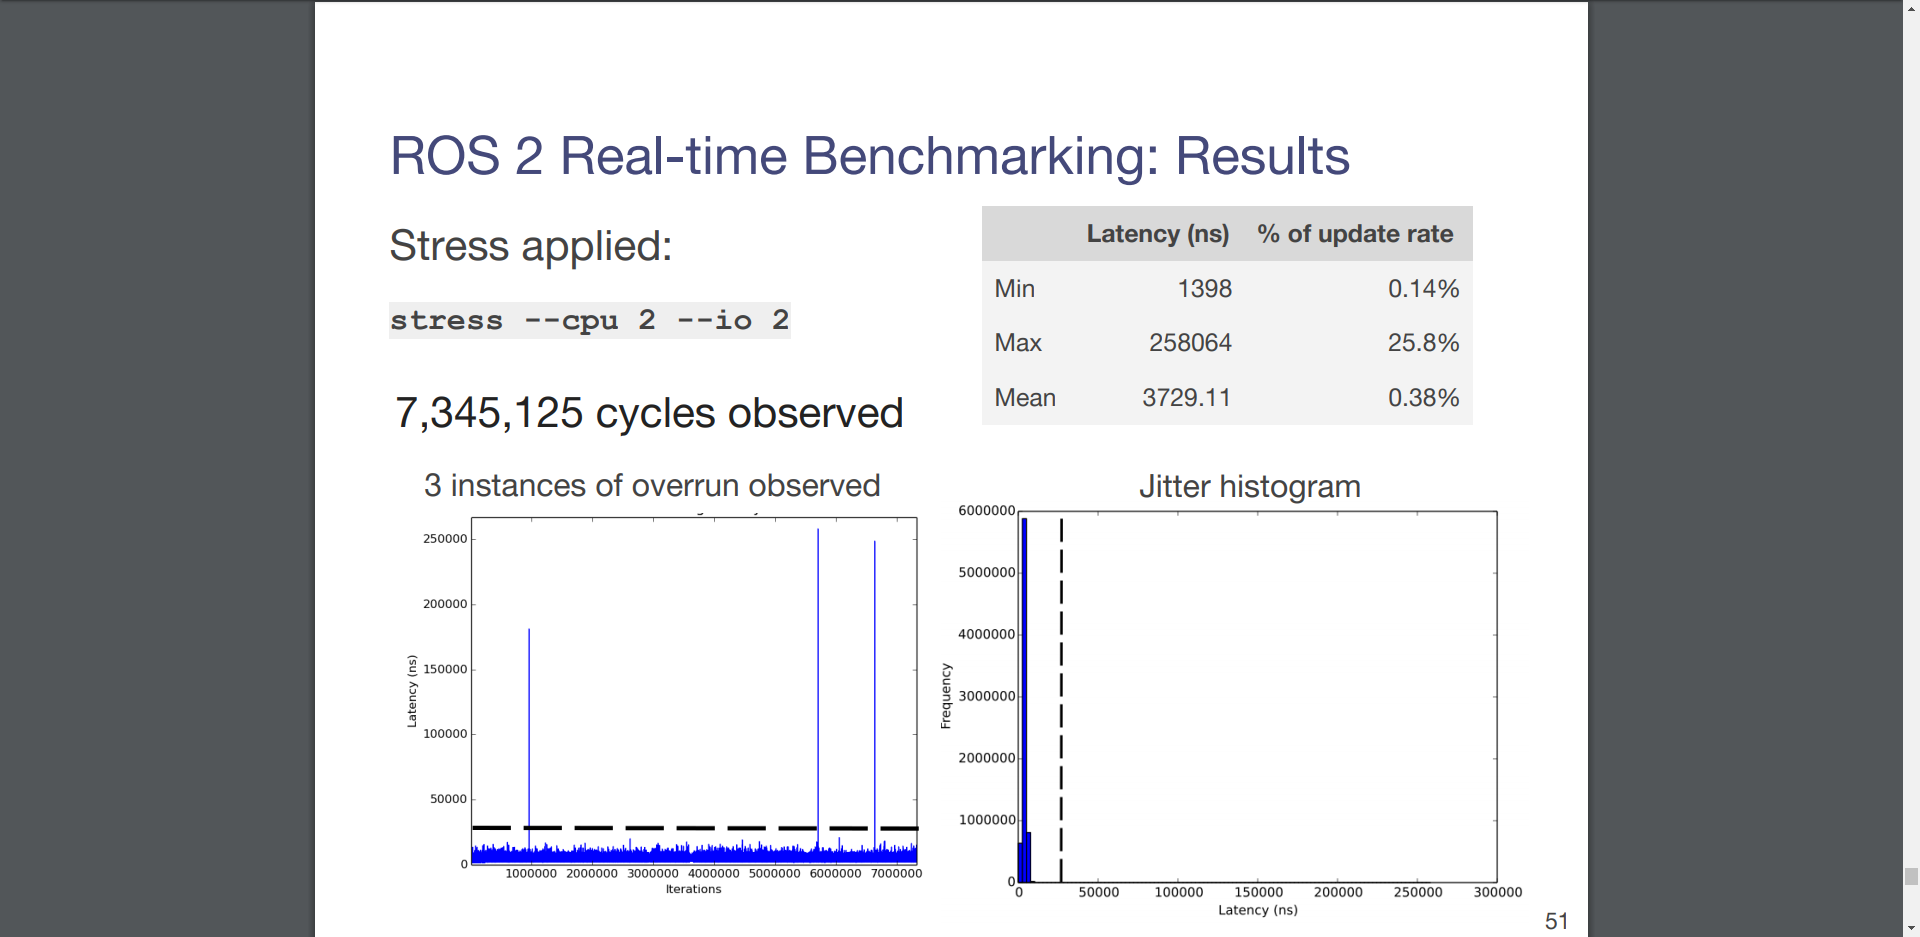 ROS 2 Real-time Benchmarking: Results
Stress applied:
stress --cpu 2 --io 2
7,345,125 cycles observed
Latency (ns) % of update rate
Min 1398 0.14%
Max 258064 25.8%
Mean 3729.11 0.38%
3 instances of overrun observed
250000
200000
150000
100000
50000
0
Latency (ns)
1000000 2000000 3000000 4000000 5000000 6000000 7000000
Iterations
Jitter histogram
6000000
5000000
4000000
3000000
2000000
1000000
0
Frequency
0 50000 100000 150000 200000 250000 300000
Latency (ns)
51